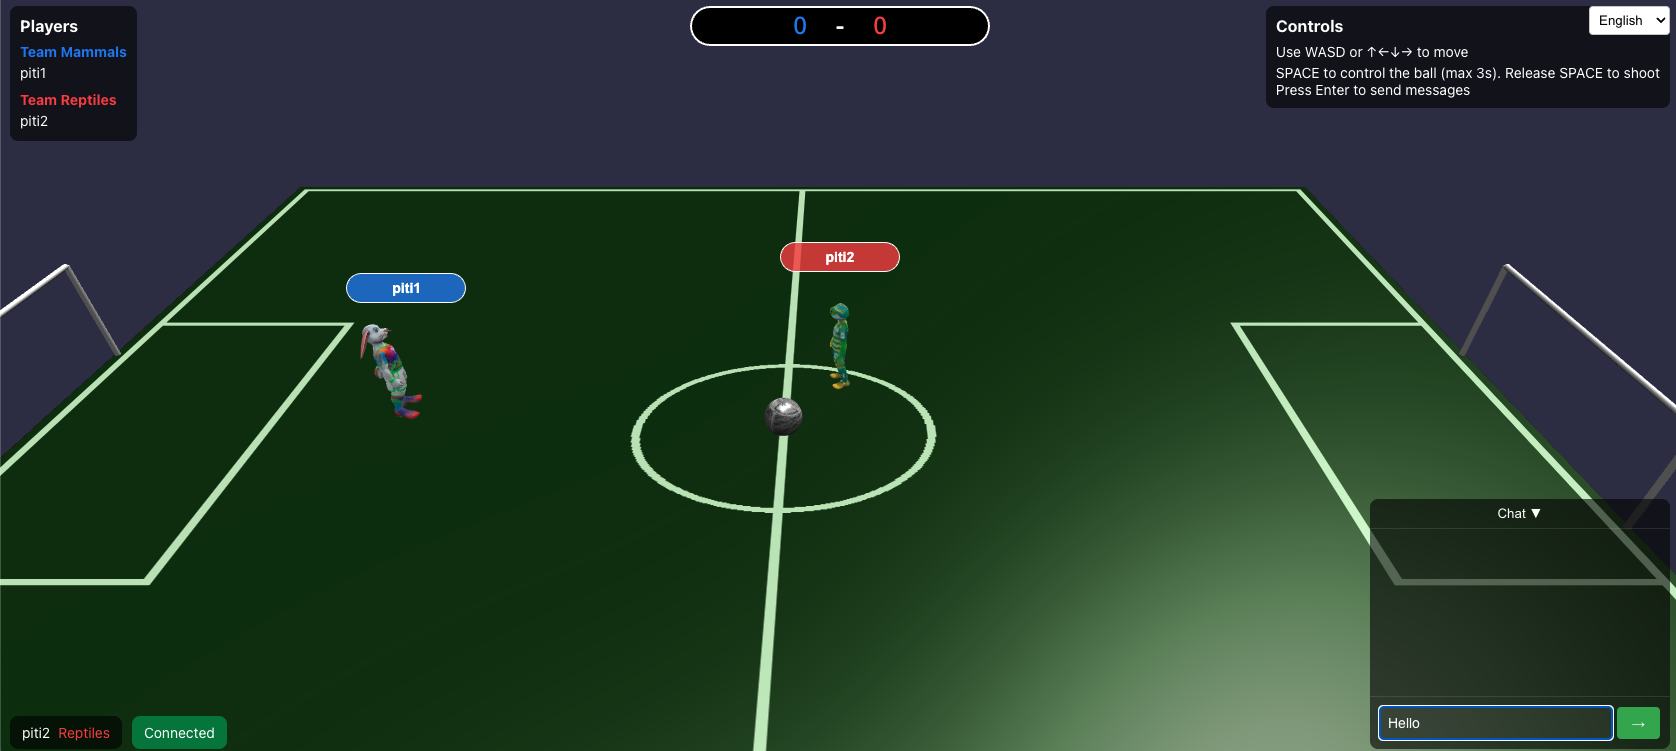 Players
Team Mammals
piti1
Team Reptiles
piti2
0 - 0
English
Controls
Use WASD or ↑←↓→ to move
SPACE to control the ball (max 3s). Release SPACE to shoot
Press Enter to send messages
piti2
piti1
Chat ▼
Hello
→
piti2 Reptiles
Connected